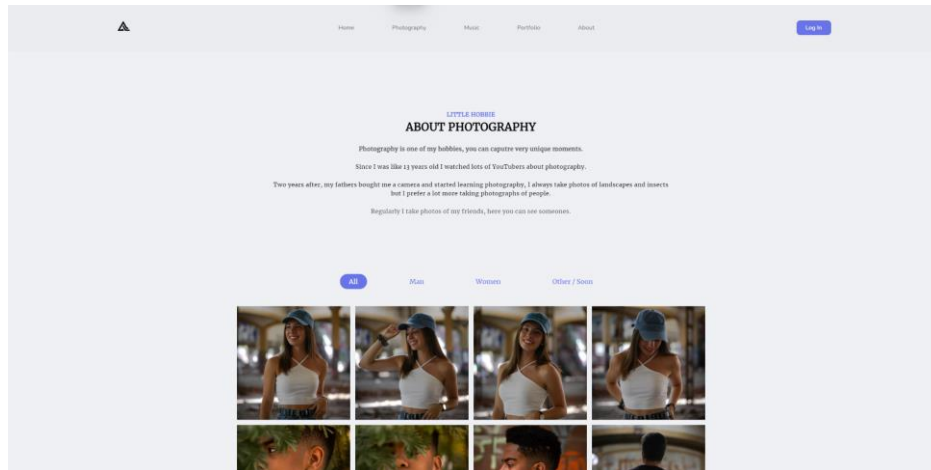 Home
Photography
Music
Portfolio
About
Log In
LITTLE HOBBIE
ABOUT PHOTOGRAPHY
Photography is one of my hobbies, you can caputre very unique moments.
Since I was like 13 years old I watched lots of YouTubers about photography.
Two years after, my fathers bought me a camera and started learning photography, I always take photos of landscapes and insects
but I prefer a lot more taking photographs of people.
Regularly I take photos of my friends, here you can see someones.
All
Man
Women
Other / Soon